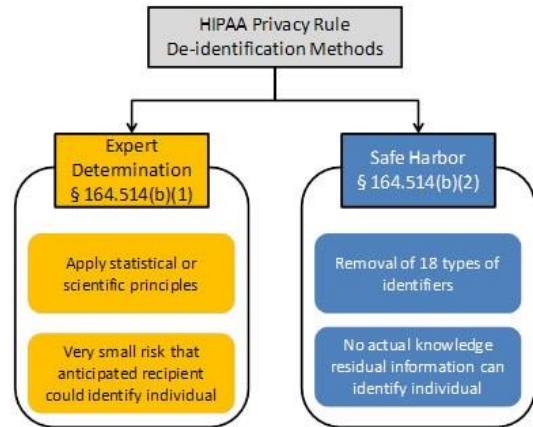 HIPAA Privacy Rule
De-identification Methods
Expert
Determination
§ 164.514(b)(1)
Apply statistical or
scientific principles
Very small risk that
anticipated recipient
could identify individual
Safe Harbor
§ 164.514(b)(2)
Removal of 18 types of
identifiers
No actual knowledge
residual information can
identify individual